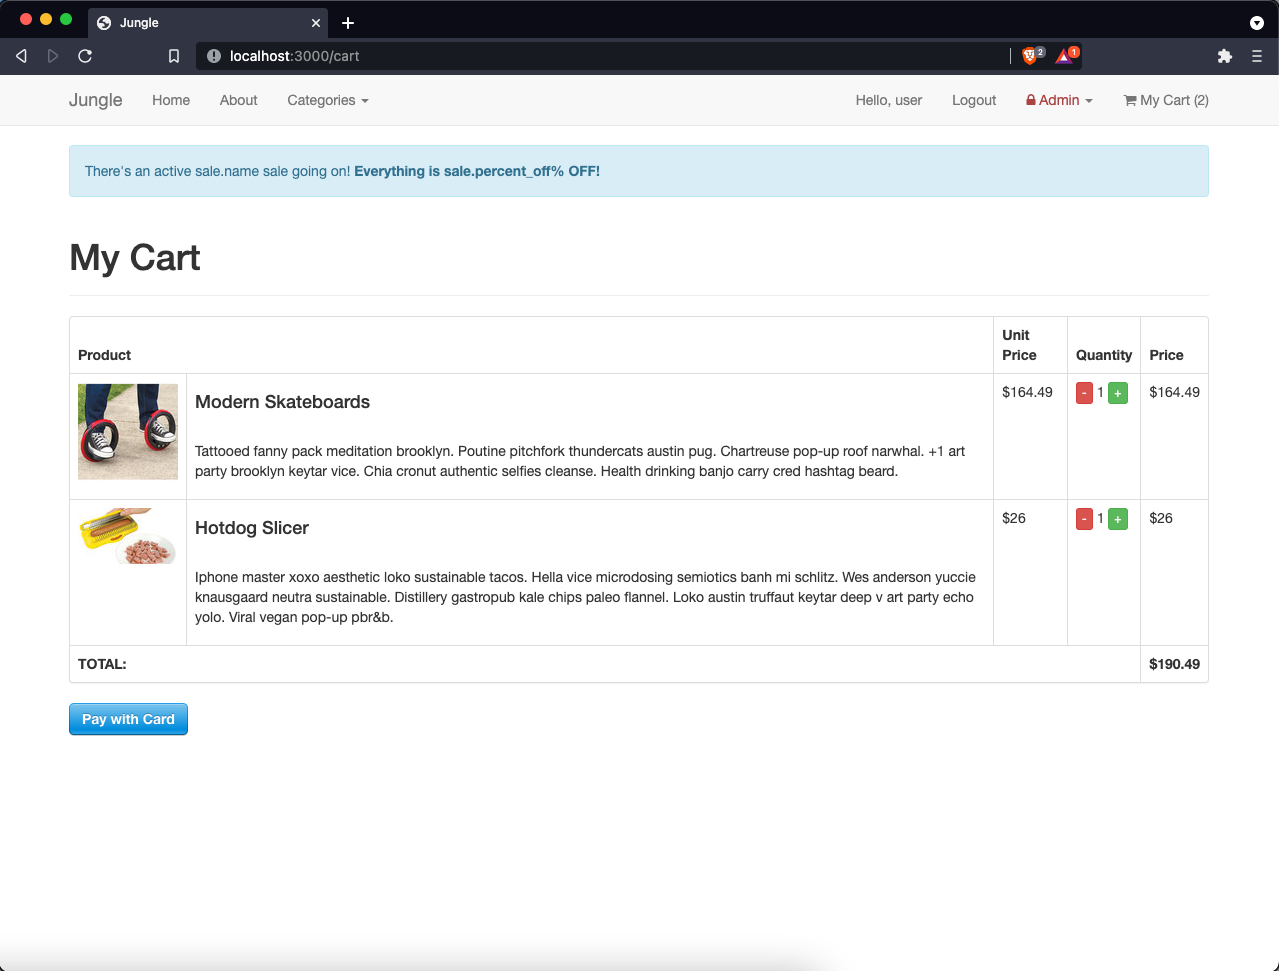 Jungle
localhost:3000/cart
2
1
Jungle Home About Categories Hello, user Logout Admin My Cart (2)
There's an active sale.name sale going on! Everything is sale.percent_off% OFF!
My Cart
Product Unit Price Quantity Price
Modern Skateboards $164.49 - 1 + $164.49
Tattooed fanny pack meditation brooklyn. Poutine pitchfork thundercats austin pug. Chartreuse pop-up roof narwhal. +1 art
party brooklyn keytar vice. Chia cronut authentic selfies cleanse. Health drinking banjo carry cred hashtag beard.
Hotdog Slicer $26 - 1 + $26
Iphone master xoxo aesthetic loko sustainable tacos. Hella vice microdosing semiotics banh mi schlitz. Wes anderson yuccie
knausgaard neutra sustainable. Distillery gastropub kale chips paleo flannel. Loko austin truffaut keytar deep v art party echo
yolo. Viral vegan pop-up pbr&b.
TOTAL: $190.49
Pay with Card